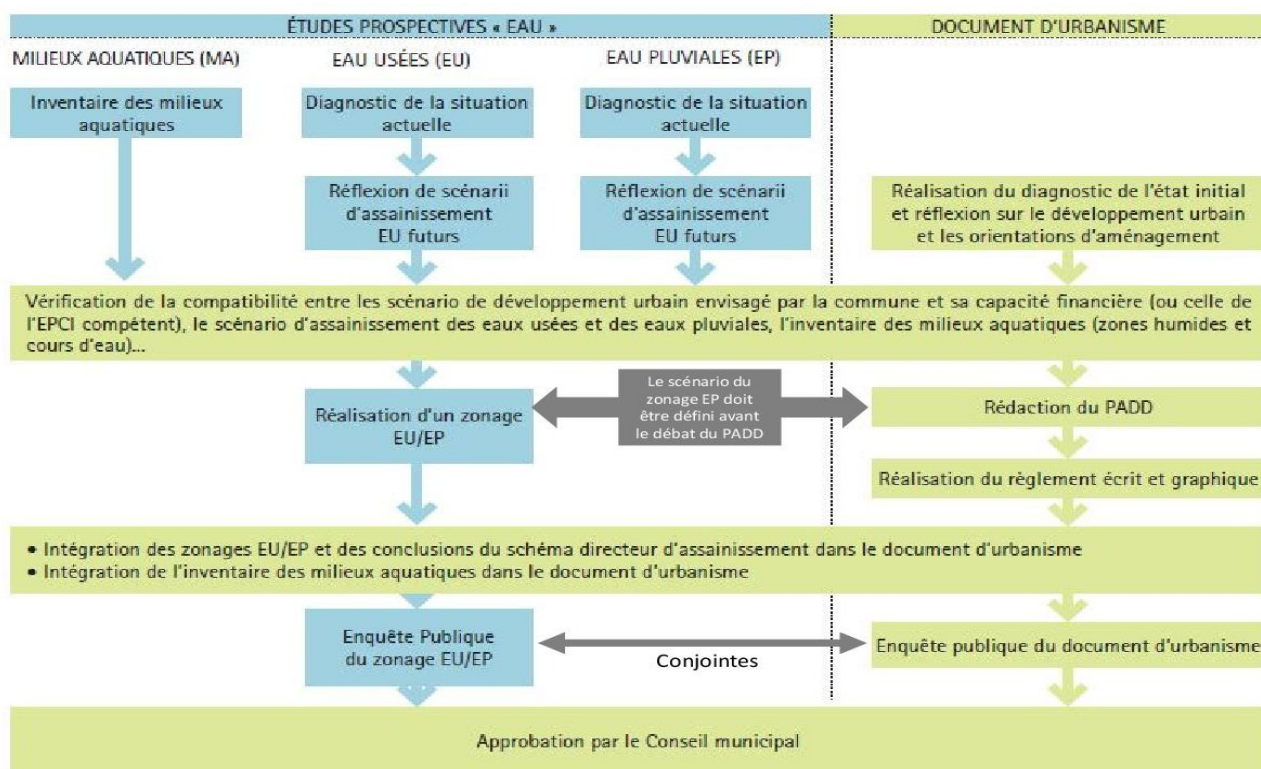 ÉTUDES PROSPECTIVES « EAU »
DOCUMENT D'URBANISME
MILIEUX AQUATIQUES (MA)
EAU USÉES (EU)
EAU PLUVIALES (EP)
Inventaire des milieux
aquatiques
Diagnostic de la situation
actuelle
Diagnostic de la situation
actuelle
Réflexion de scénarii
d'assainissement
EU futurs
Réflexion de scénarii
d'assainissement
EU futurs
Réalisation du diagnostic de l'état initial
et réflexion sur le développement urbain
et les orientations d'aménagement
Vérification de la compatibilité entre les scénario de développement urbain envisagé par la commune et sa capacité financière (ou celle de
l'EPCI compétent), le scénario d'assainissement des eaux usées et des eaux pluviales, l'inventaire des milieux aquatiques (zones humides et
cours d'eau)...
Réalisation d'un zonage
EU/EP
Le scénario du
zonage EP doit
être défini avant
le débat du PADD
Rédaction du PADD
Réalisation du règlement écrit et graphique
• Intégration des zonages EU/EP et des conclusions du schéma directeur d'assainissement dans le document d'urbanisme
• Intégration de l'inventaire des milieux aquatiques dans le document d'urbanisme
Enquête Publique
du zonage EU/EP
Conjointes
Enquête publique du document d'urbanisme
Approbation par le Conseil municipal